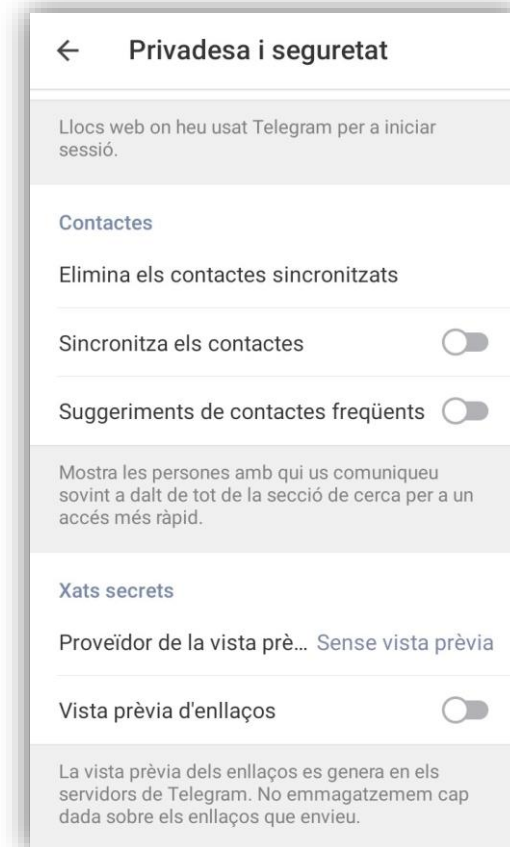 Privadesa i seguretat
Llocs web on heu usat Telegram per a iniciar
sessió.
Contactes
Elimina els contactes sincronitzats
Sincronitza els contactes
Suggeriments de contactes freqüents
Mostra les persones amb qui us comuniqueu
sovint a dalt de tot de la secció de cerca per a un
accés més ràpid.
Xats secrets
Proveïdor de la vista prè... Sense vista prèvia
Vista prèvia d'enllaços
La vista prèvia dels enllaços es genera en els
servidors de Telegram. No emmagatzemem cap
dada sobre els enllaços que envieu.